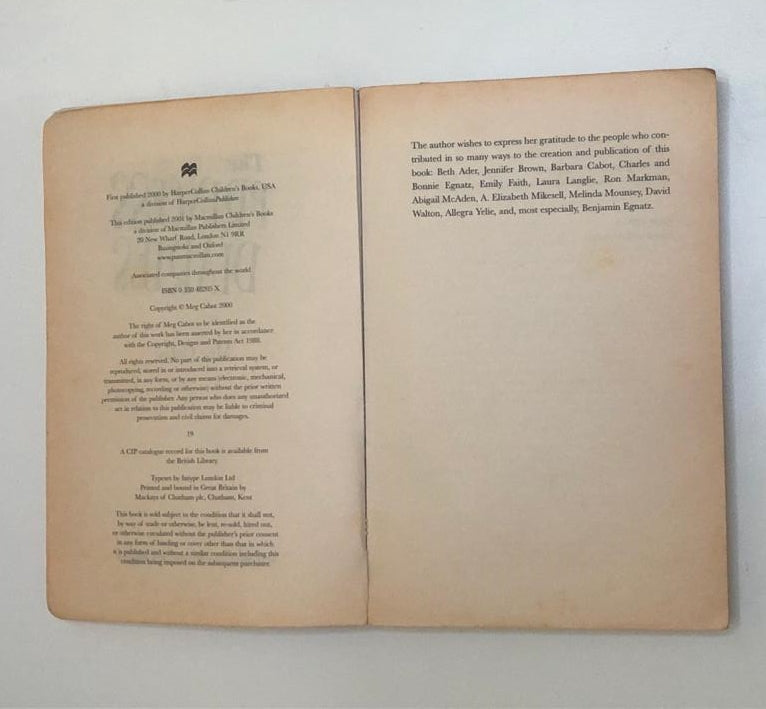 First published 2000 by HarperCollins Children's Books, USA
a division of HarperCollinsPublisher
This edition published 2001 by Macmillan Children's Books
a division of Macmillan Publishers Limited
20 New Wharf Road, London N1 9RR
Basingstoke and Oxford
www.panmacmillan.com
Associated companies throughout the world
ISBN 0 330 48205 X
Copyright © Meg Cabot 2000
The right of Meg Cabot to be identified as the
author of this work has been asserted by her in accordance
with the Copyright, Designs and Patents Act 1988.
All rights reserved. No part of this publication may be
reproduced, stored in or introduced into a retrieval system, or
transmitted, in any form, or by any means (electronic, mechanical,
photocopying, recording or otherwise) without the prior written
permission of the publisher. Any person who does any unauthorized
act in relation to this publication may be liable to criminal
prosecution and civil claims for damages.
19
A CIP catalogue record for this book is available from
the British Library
Typeset by Intype London Ltd
Printed and bound in Great Britain by
Mackays of Chatham plc, Chatham, Kent
This book is sold subject to the condition that it shall not,
by way of trade or otherwise, be lent, re-sold, hired out,
or otherwise circulated without the publisher's prior consent
in any form of binding or cover other than that in which
it is published and without a similar condition including this
condition being imposed on the subsequent purchaser.
The author wishes to express her gratitude to the people who con-
tributed in so many ways to the creation and publication of this
book: Beth Ader, Jennifer Brown, Barbara Cabot, Charles and
Bonnie Egnatz, Emily Faith, Laura Langlie, Ron Markman,
Abigail McAden, A. Elizabeth Mikesell, Melinda Mounsey, David
Walton, Allegra Yelie, and, most especially, Benjamin Egnatz.